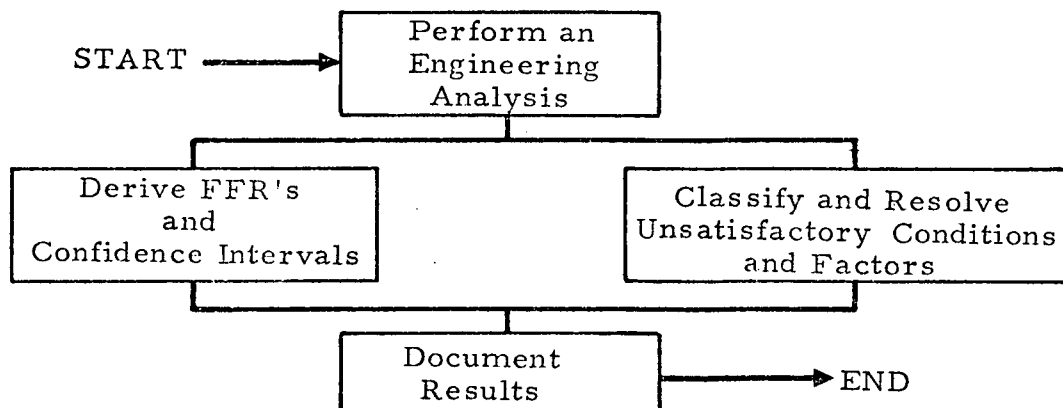 START
Perform an
Engineering
Analysis
Derive FFR's
and
Confidence Intervals
Classify and Resolve
Unsatisfactory Conditions
and Factors
Document
Results
END